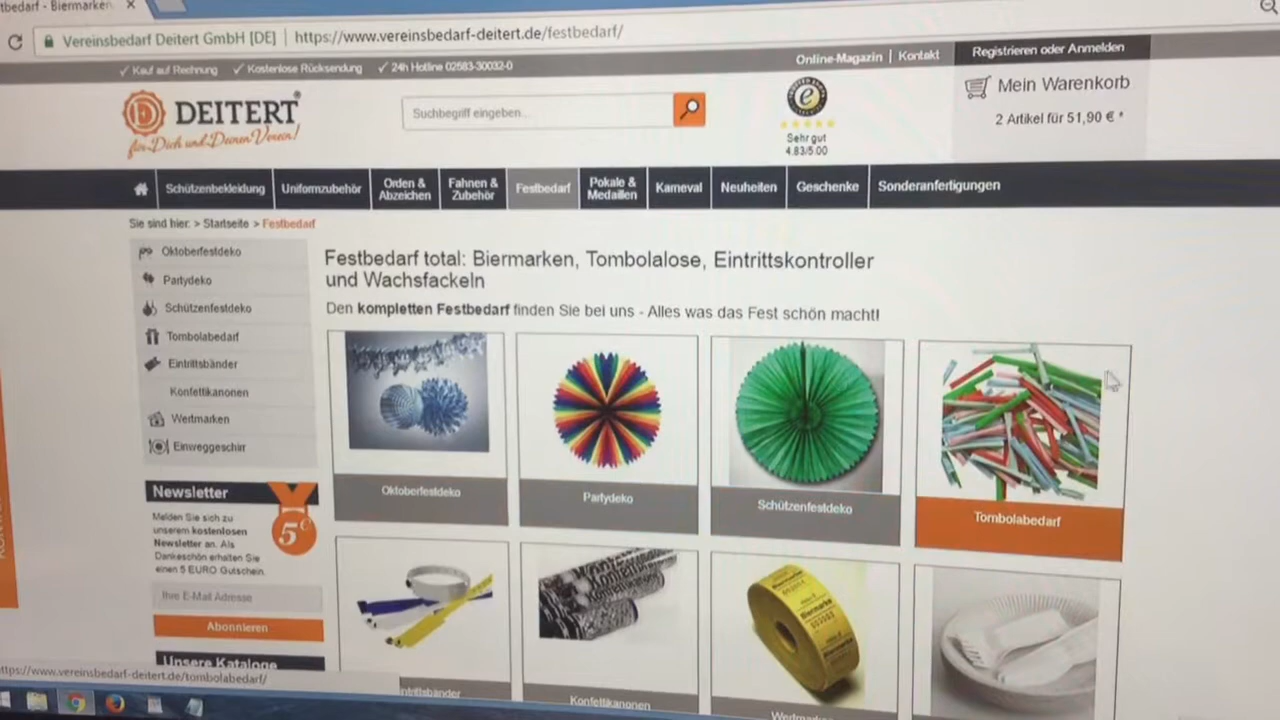 tbedarf - Biermarken,
Vereinsbedarf Deitert GmbH [DE] | https://www.vereinsbedarf-deitert.de/festbedarf/
✓ Kauf auf Rechnung ✓ Kostenlose Rücksendung ✓ 24h Hotline 02583-30032-0
Online-Magazin | Kontakt
Registrieren oder Anmelden
DEITERT®
für Dich und Deinen Verein!
Suchbegriff eingeben...
Sehr gut
4.83/5.00
Mein Warenkorb
2 Artikel für 51,90 € *
Schützenbekleidung
Uniformzubehör
Orden &
Abzeichen
Fahnen &
Zubehör
Festbedarf
Pokale &
Medaillen
Karneval
Neuheiten
Geschenke
Sonderanfertigungen
Sie sind hier: > Startseite > Festbedarf
Oktoberfestdeko
Partydeko
Schützenfestdeko
Tombolabedarf
Eintrittsbänder
Konfettikanonen
Wertmarken
Einweggeschirr
Newsletter
5€
Melden Sie sich zu
unserem kostenlosen
Newsletter an. Als
Dankeschön erhalten Sie
einen 5 EURO Gutschein.
Ihre E-Mail Adresse
Abonnieren
Unsere Kataloge
Festbedarf total: Biermarken, Tombolalose, Eintrittskontroller
und Wachsfackeln
Den kompletten Festbedarf finden Sie bei uns - Alles was das Fest schön macht!
Oktoberfestdeko
Partydeko
Schützenfestdeko
Tombolabedarf
Biermarke
ntrittsbänder
Konfettikanonen
ttps://www.vereinsbedarf-deitert.de/tombolabedarf/